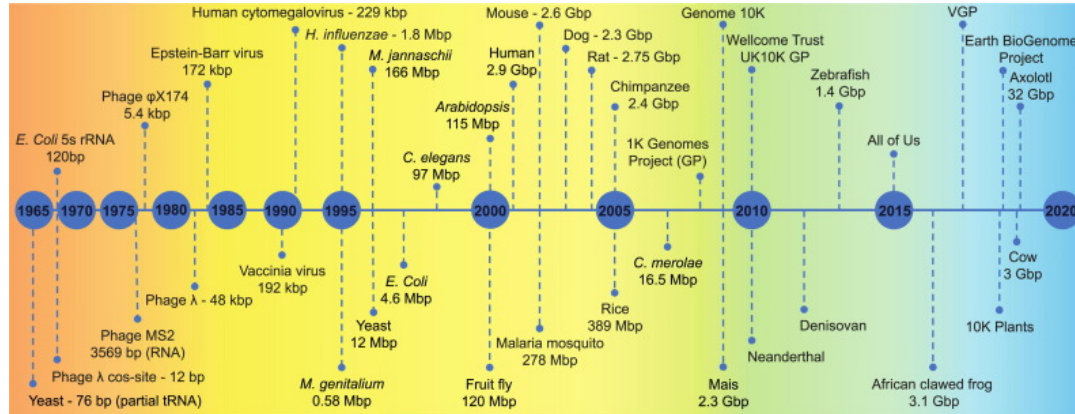 Human cytomegalovirus - 229 kbp
H. influenzae - 1.8 Mbp
M. jannaschii
166 Mbp
Epstein-Barr virus
172 kbp
Phage φX174
5.4 kbp
E. Coli 5s rRNA
120bp
Mouse - 2.6 Gbp
Dog - 2.3 Gbp
Rat - 2.75 Gbp
Human
2.9 Gbp
Arabidopsis
115 Mbp
C. elegans
97 Mbp
Chimpanzee
2.4 Gbp
1K Genomes
Project (GP)
Genome 10K
Wellcome Trust
UK10K GP
Zebrafish
1.4 Gbp
All of Us
VGP
Earth BioGenome
Project
Axolotl
32 Gbp
1965 1970 1975 1980 1985 1990 1995 2000 2005 2010 2015 2020
Vaccinia virus
192 kbp
Phage λ - 48 kbp
Phage MS2
3569 bp (RNA)
Phage λ cos-site - 12 bp
Yeast - 76 bp (partial tRNA)
E. Coli
4.6 Mbp
Yeast
12 Mbp
M. genitalium
0.58 Mbp
Malaria mosquito
278 Mbp
Fruit fly
120 Mbp
C. merolae
16.5 Mbp
Rice
389 Mbp
Denisovan
Neanderthal
Mais
2.3 Gbp
Cow
3 Gbp
10K Plants
African clawed frog
3.1 Gbp